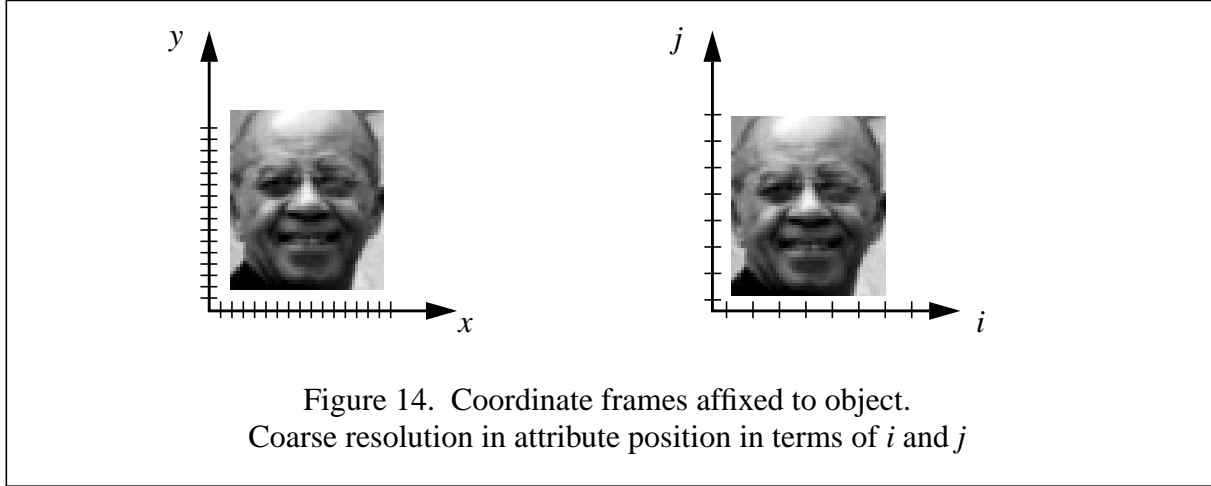 y
j
x
i
Figure 14. Coordinate frames affixed to object.
Coarse resolution in attribute position in terms of i and j